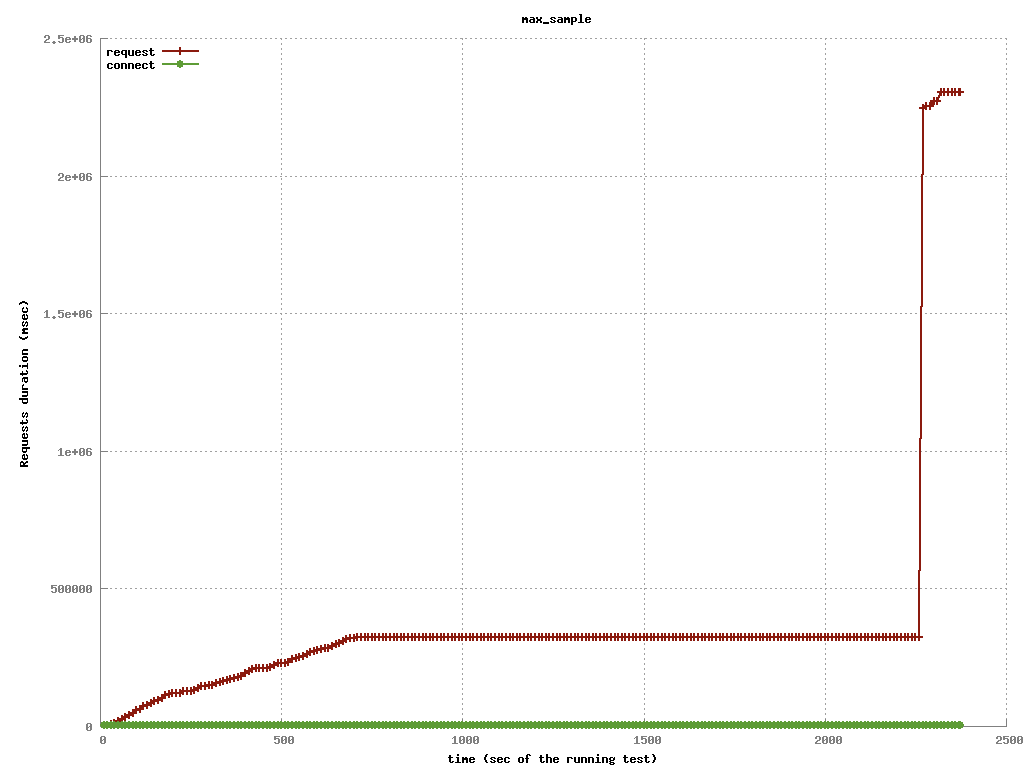 max_sample
2.5e+06
request
connect
2e+06
1.5e+06
1e+06
500000
0
0 500 1000 1500 2000 2500
Requests duration (msec)
time (sec of the running test)